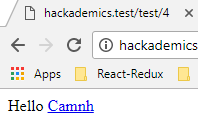 hackademics.test/test/4
hackademics
Apps React-Redux
Hello Camnh